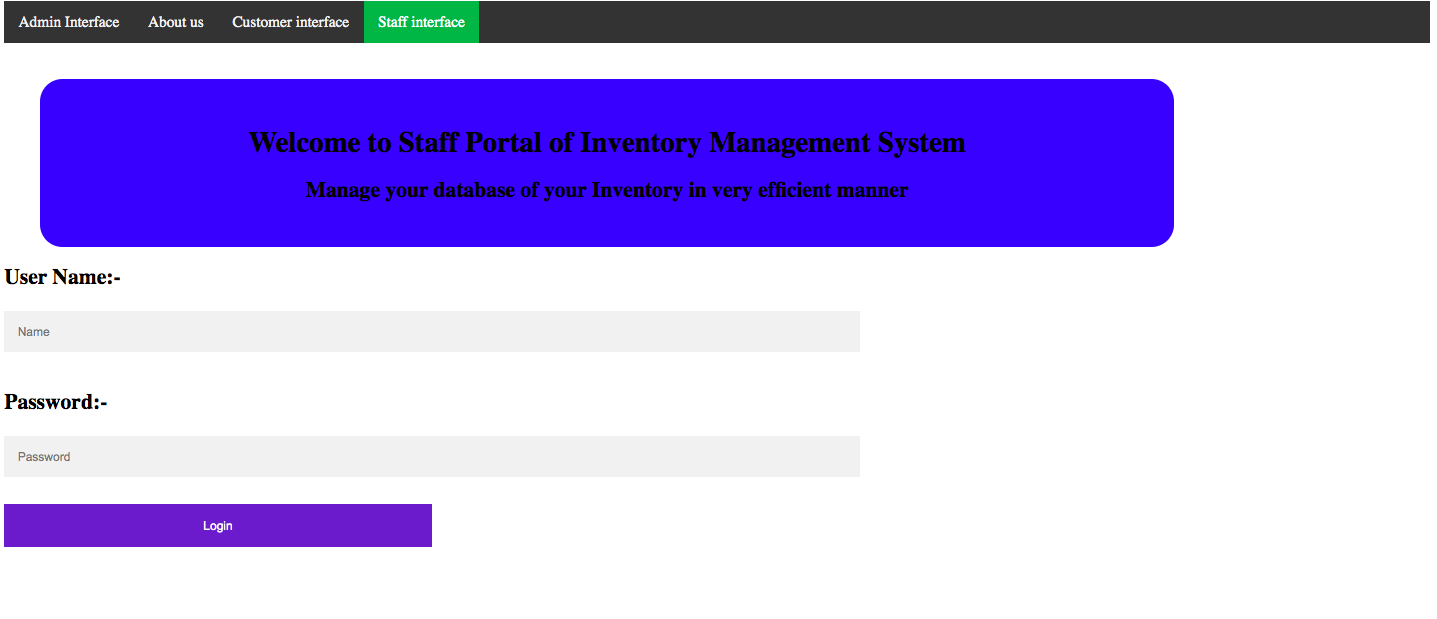 Admin Interface About us Customer interface Staff interface
Welcome to Staff Portal of Inventory Management System
Manage your database of your Inventory in very efficient manner
User Name:-
Name
Password:-
Password
Login